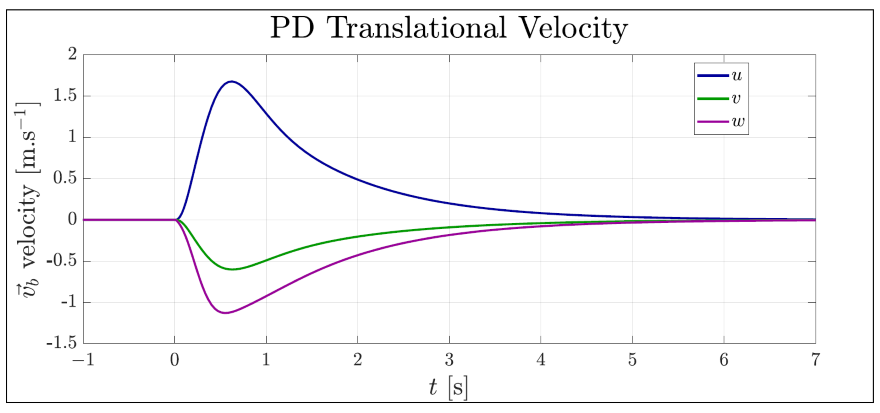 PD Translational Velocity
2
1.5
1
0.5
0
-0.5
-1
-1.5
v⃗_b velocity [m.s⁻¹]
u
v
w
−1 0 1 2 3 4 5 6 7
t [s]